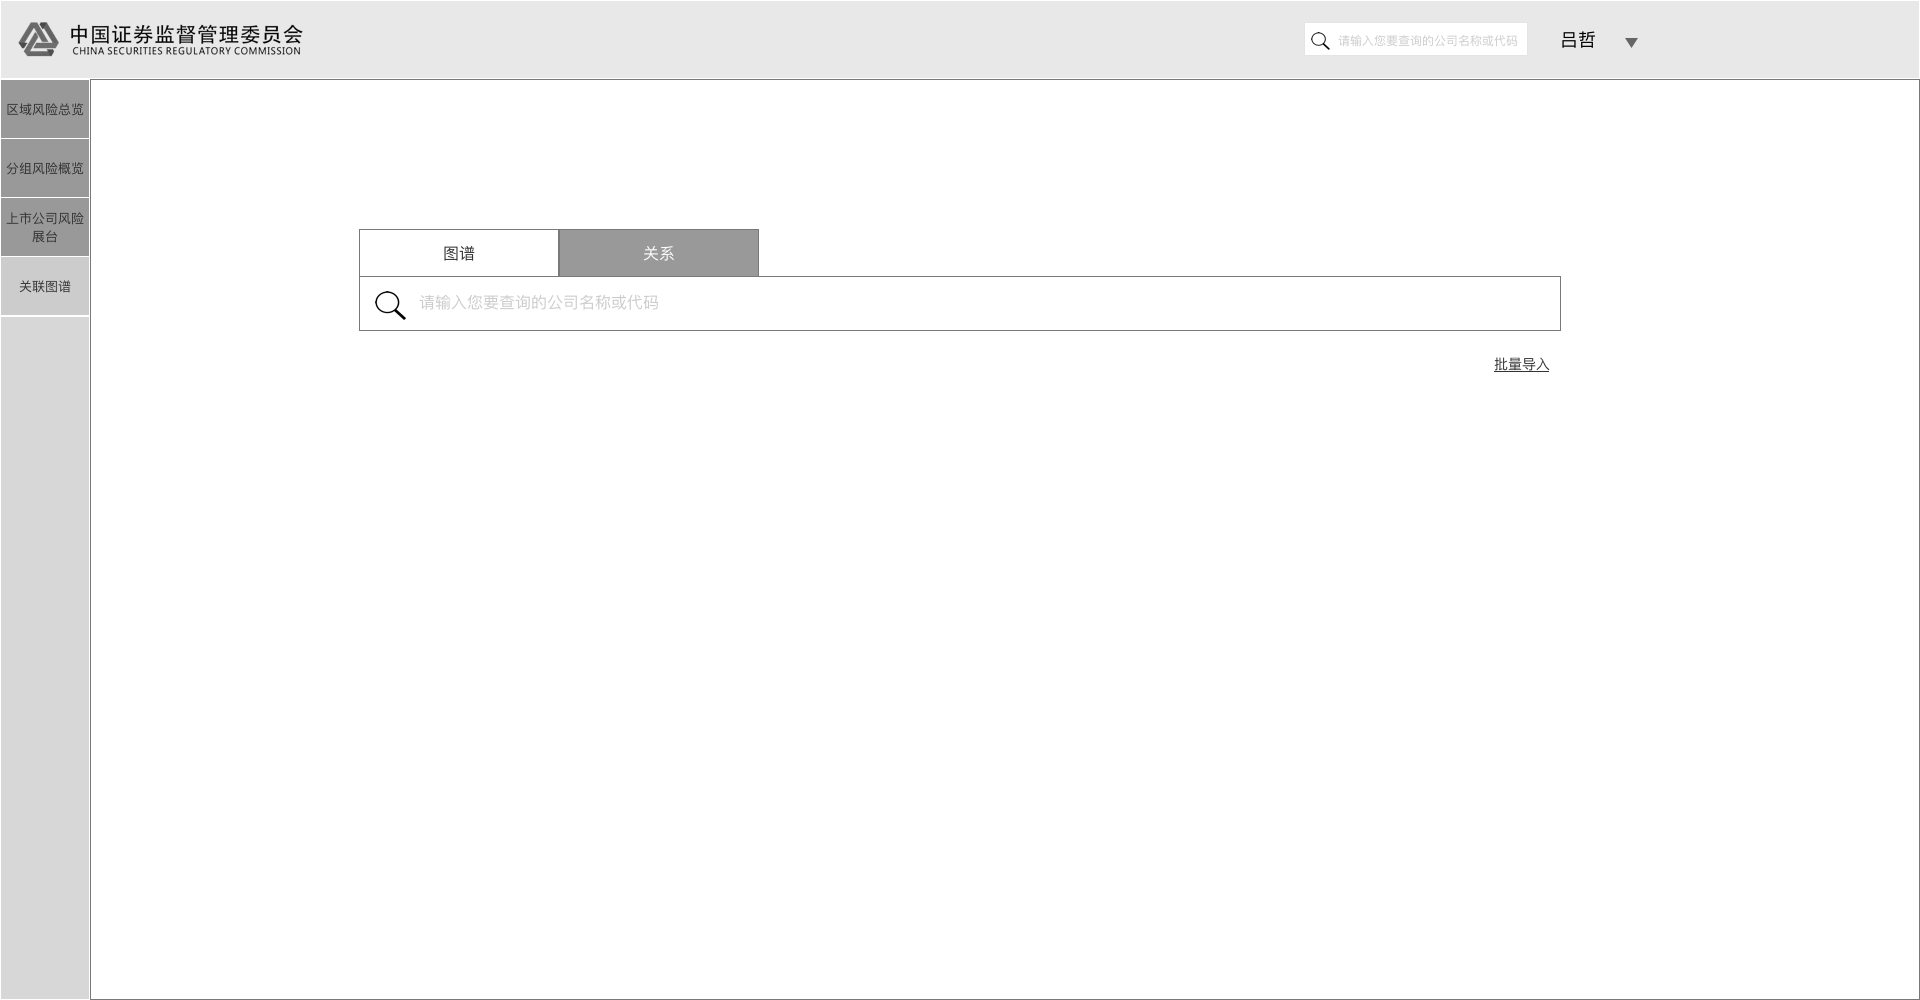 中国证券监督管理委员会
CHINA SECURITIES REGULATORY COMMISSION
请输入您要查询的公司名称或代码
吕哲
区域风险总览
分组风险概览
上市公司风险
展台
关联图谱
图谱
关系
请输入您要查询的公司名称或代码
批量导入